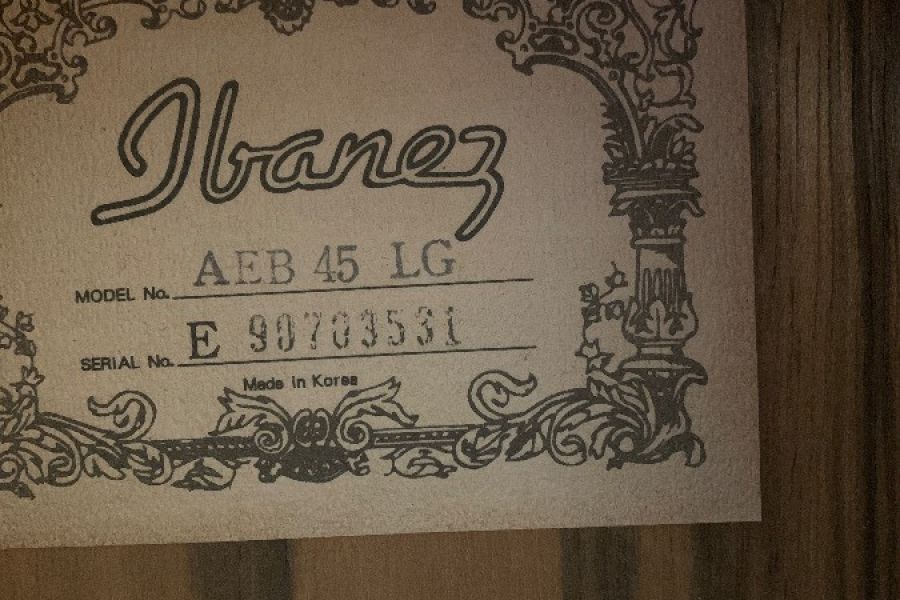 Ibanez
MODEL No. AEB 45 LG
SERIAL No. E 90703531
Made in Korea